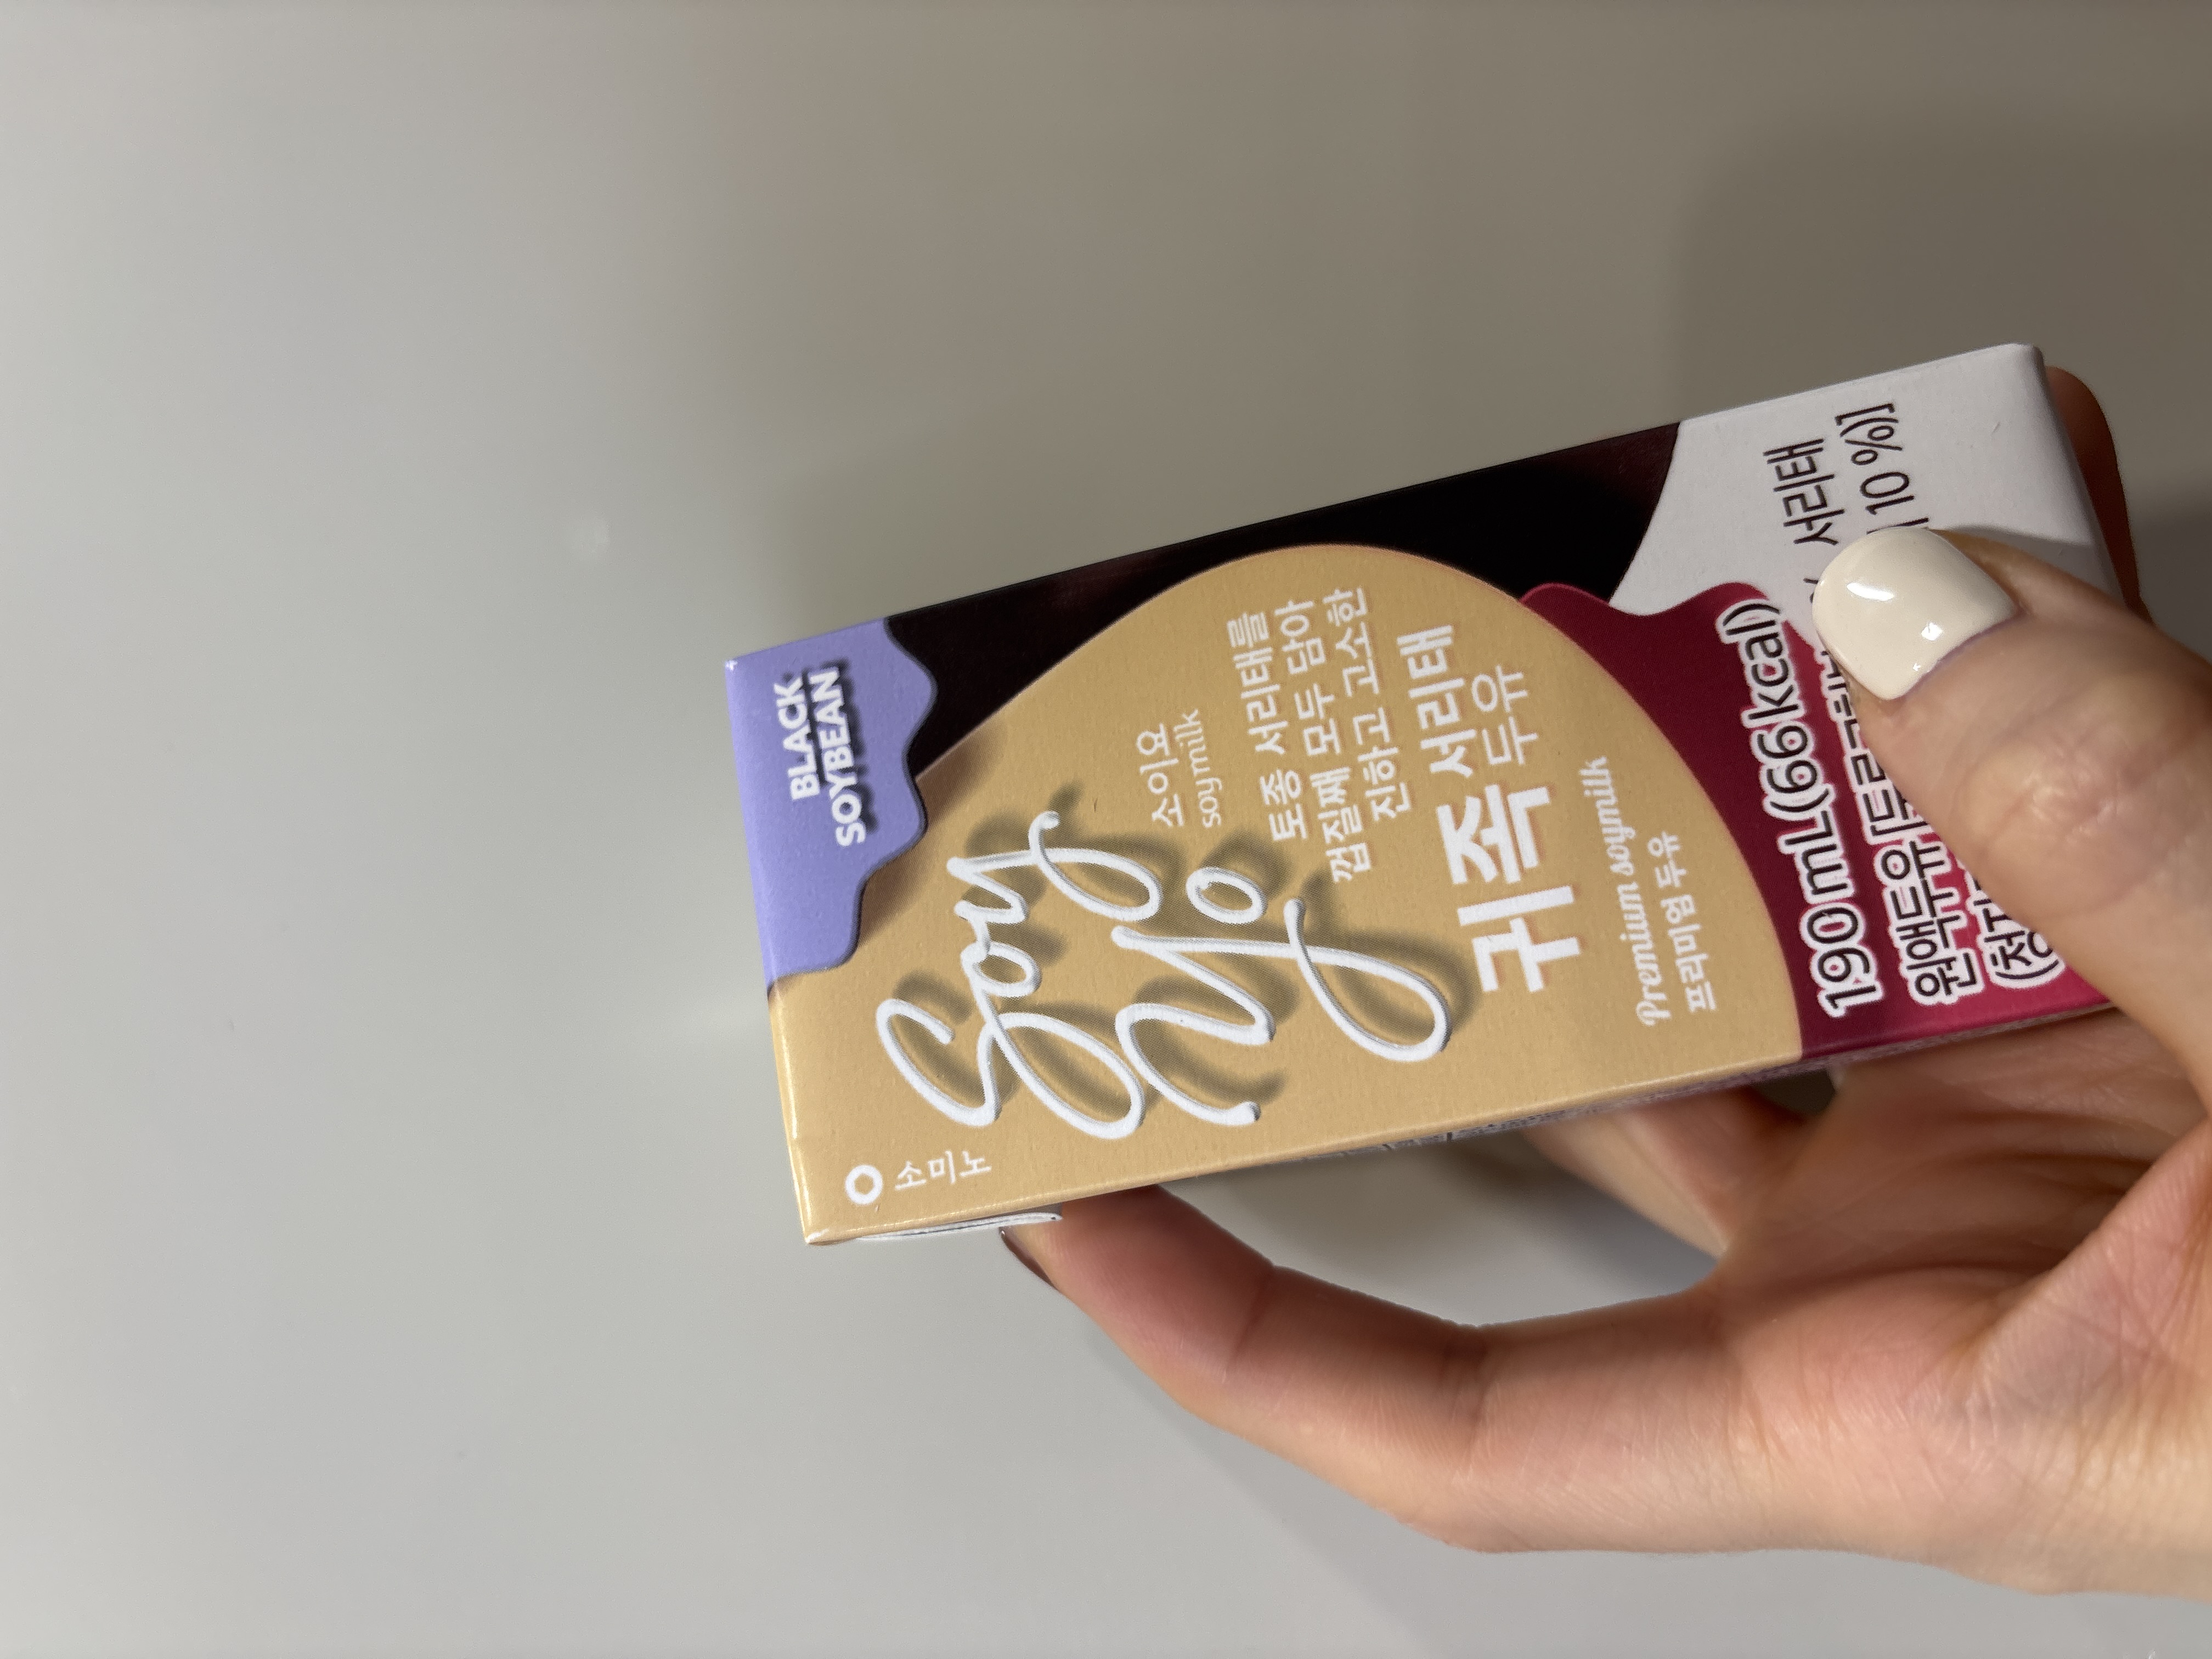 소미노
BLACK
SOYBEAN
Soy
Yo
소이요
soymilk
토종 서리태를
껍질째 모두 담아
진하고 고소한
귀족 서리태
두유
Premium soymilk
프리미엄 두유
190 mL(66 kcal)
원액두유
서리태
10 %)]